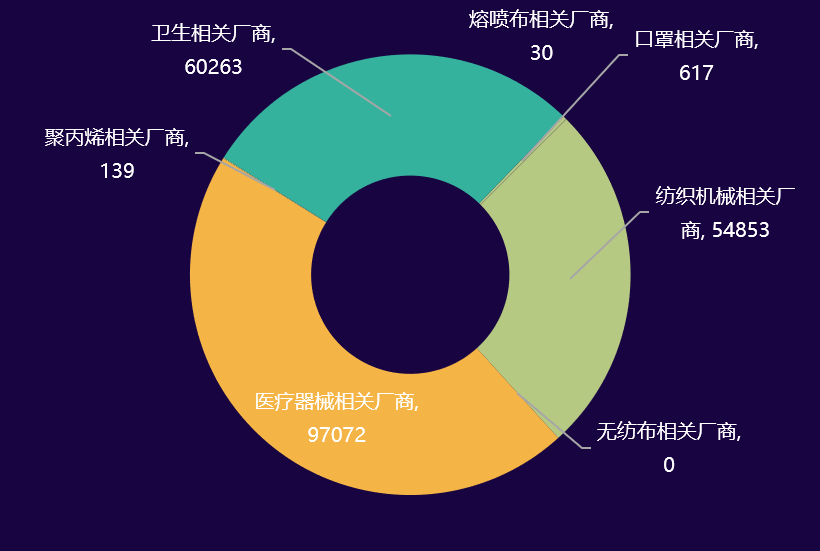 熔喷布相关厂商,
30
卫生相关厂商,
60263
口罩相关厂商,
617
聚丙烯相关厂商,
139
纺织机械相关厂
商, 54853
医疗器械相关厂商,
97072
无纺布相关厂商,
0